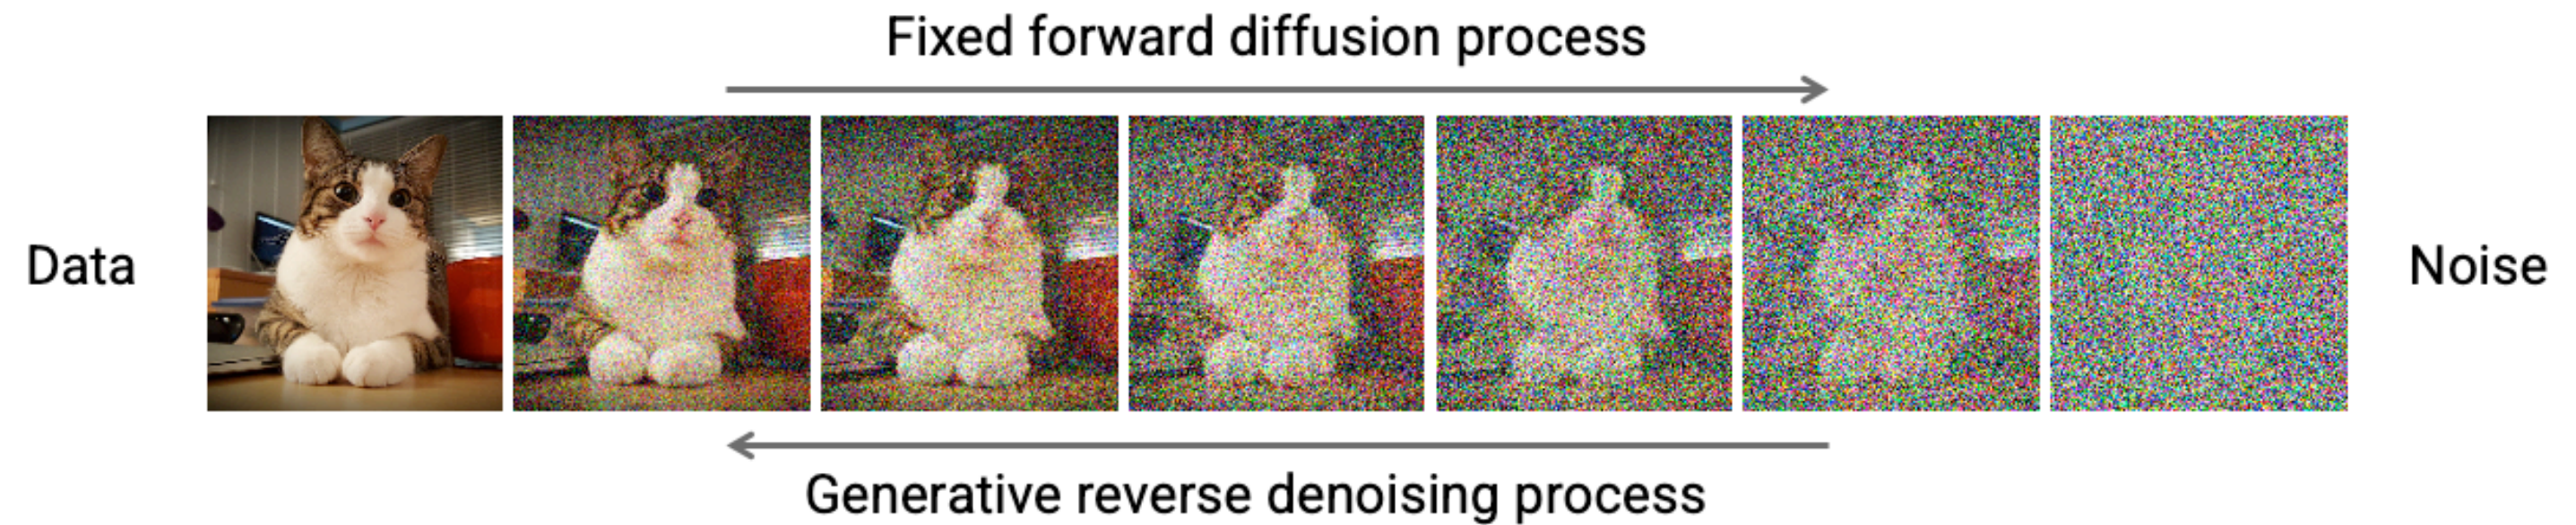 Fixed forward diffusion process
Data
Noise
Generative reverse denoising process